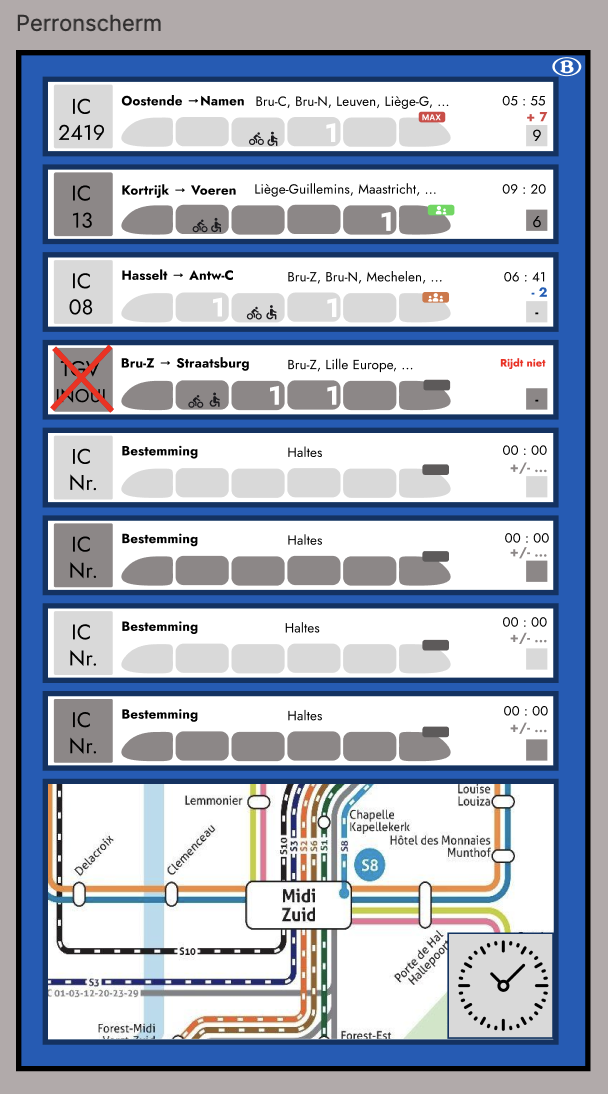 Perronscherm
B
IC
2419
Oostende → Namen Bru-C, Bru-N, Leuven, Liège-G, ...
05 : 55
MAX
+ 7
1
9
IC
13
Kortrijk → Voeren Liège-Guillemins, Maastricht, ...
09 : 20
1
6
IC
08
Hasselt → Antw-C Bru-Z, Bru-N, Mechelen, ...
06 : 41
- 2
1 1
-
TGV
INOUI
Bru-Z → Straatsburg Bru-Z, Lille Europe, ...
Rijdt niet
1 1
-
IC
Nr.
Bestemming Haltes
00 : 00
+/- ...
IC
Nr.
Bestemming Haltes
00 : 00
+/- ...
IC
Nr.
Bestemming Haltes
00 : 00
+/- ...
IC
Nr.
Bestemming Haltes
00 : 00
+/- ...
Lemmonier
Louise
Louiza
Chapelle
Kapellekerk
Delacroix
Clemenceau
S10
S3
S2
S6
S1
S8
S8
Hôtel des Monnaies
Munthof
Midi
Zuid
Porte de Hal
Hallepoort
S10
S3
C 01-03-12-20-23-29
Forest-Midi
Forest-Est